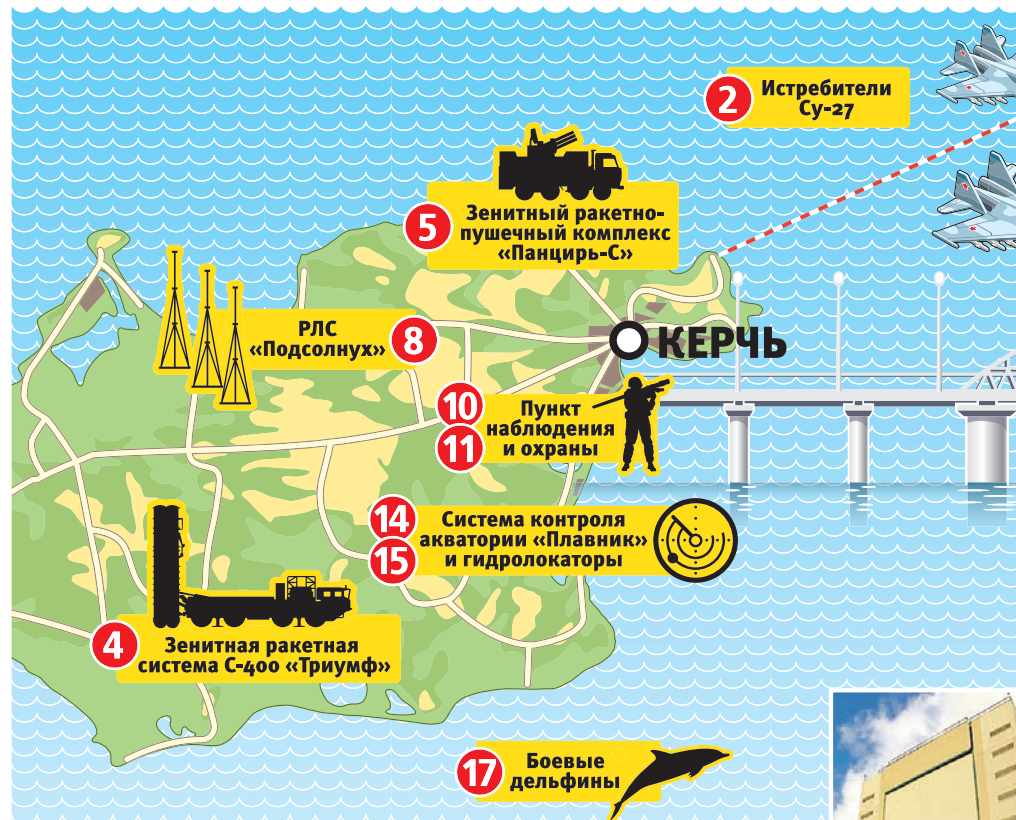 2
Истребители
Су-27
5
Зенитный ракетно-
пушечный комплекс
«Панцирь-С»
РЛС
«Подсолнух»
8
КЕРЧЬ
10
11
Пункт
наблюдения
и охраны
14
15
Система контроля
акватории «Плавник»
и гидролокаторы
4
Зенитная ракетная
система С-400 «Триумф»
17
Боевые
дельфины